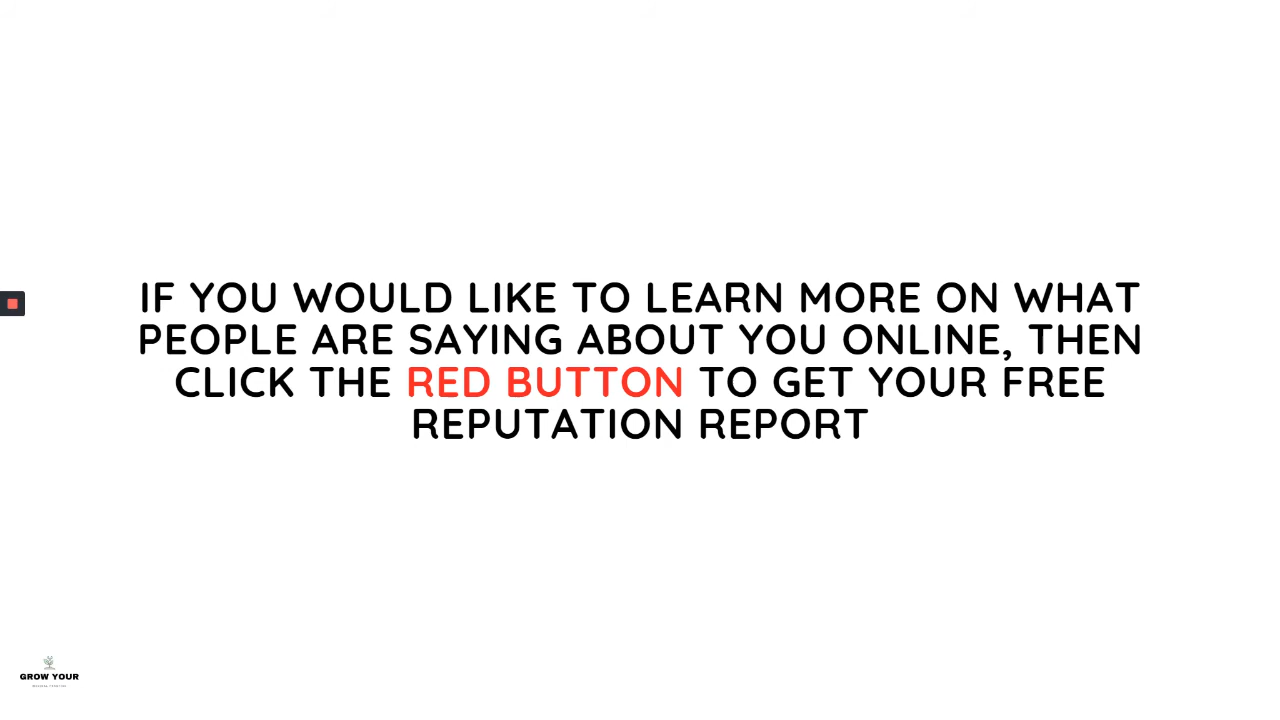 IF YOU WOULD LIKE TO LEARN MORE ON WHAT
PEOPLE ARE SAYING ABOUT YOU ONLINE, THEN
CLICK THE RED BUTTON TO GET YOUR FREE
REPUTATION REPORT
GROW YOUR